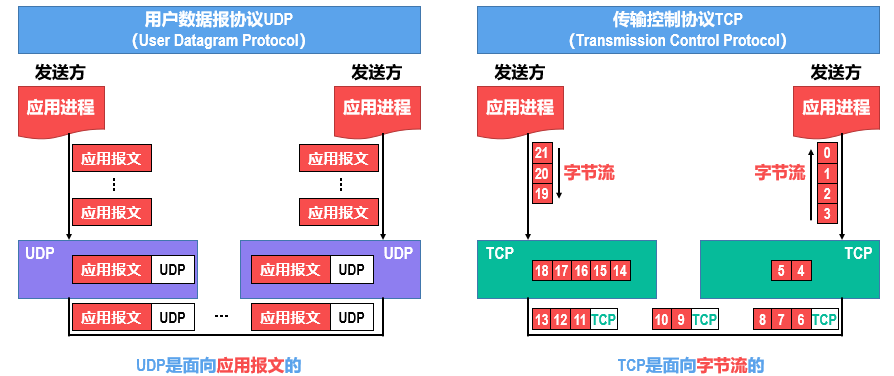 用户数据报协议UDP
（User Datagram Protocol）
发送方
发送方
应用进程
应用进程
应用报文
应用报文
应用报文
应用报文
UDP
UDP
应用报文 UDP
应用报文 UDP
应用报文 UDP
...
应用报文 UDP
UDP是面向应用报文的
传输控制协议TCP
（Transmission Control Protocol）
发送方
发送方
应用进程
应用进程
21
20
19
字节流
字节流
0
1
2
3
TCP
TCP
18 17 16 15 14
5 4
13 12 11 TCP
10 9 TCP
8 7 6 TCP
TCP是面向字节流的